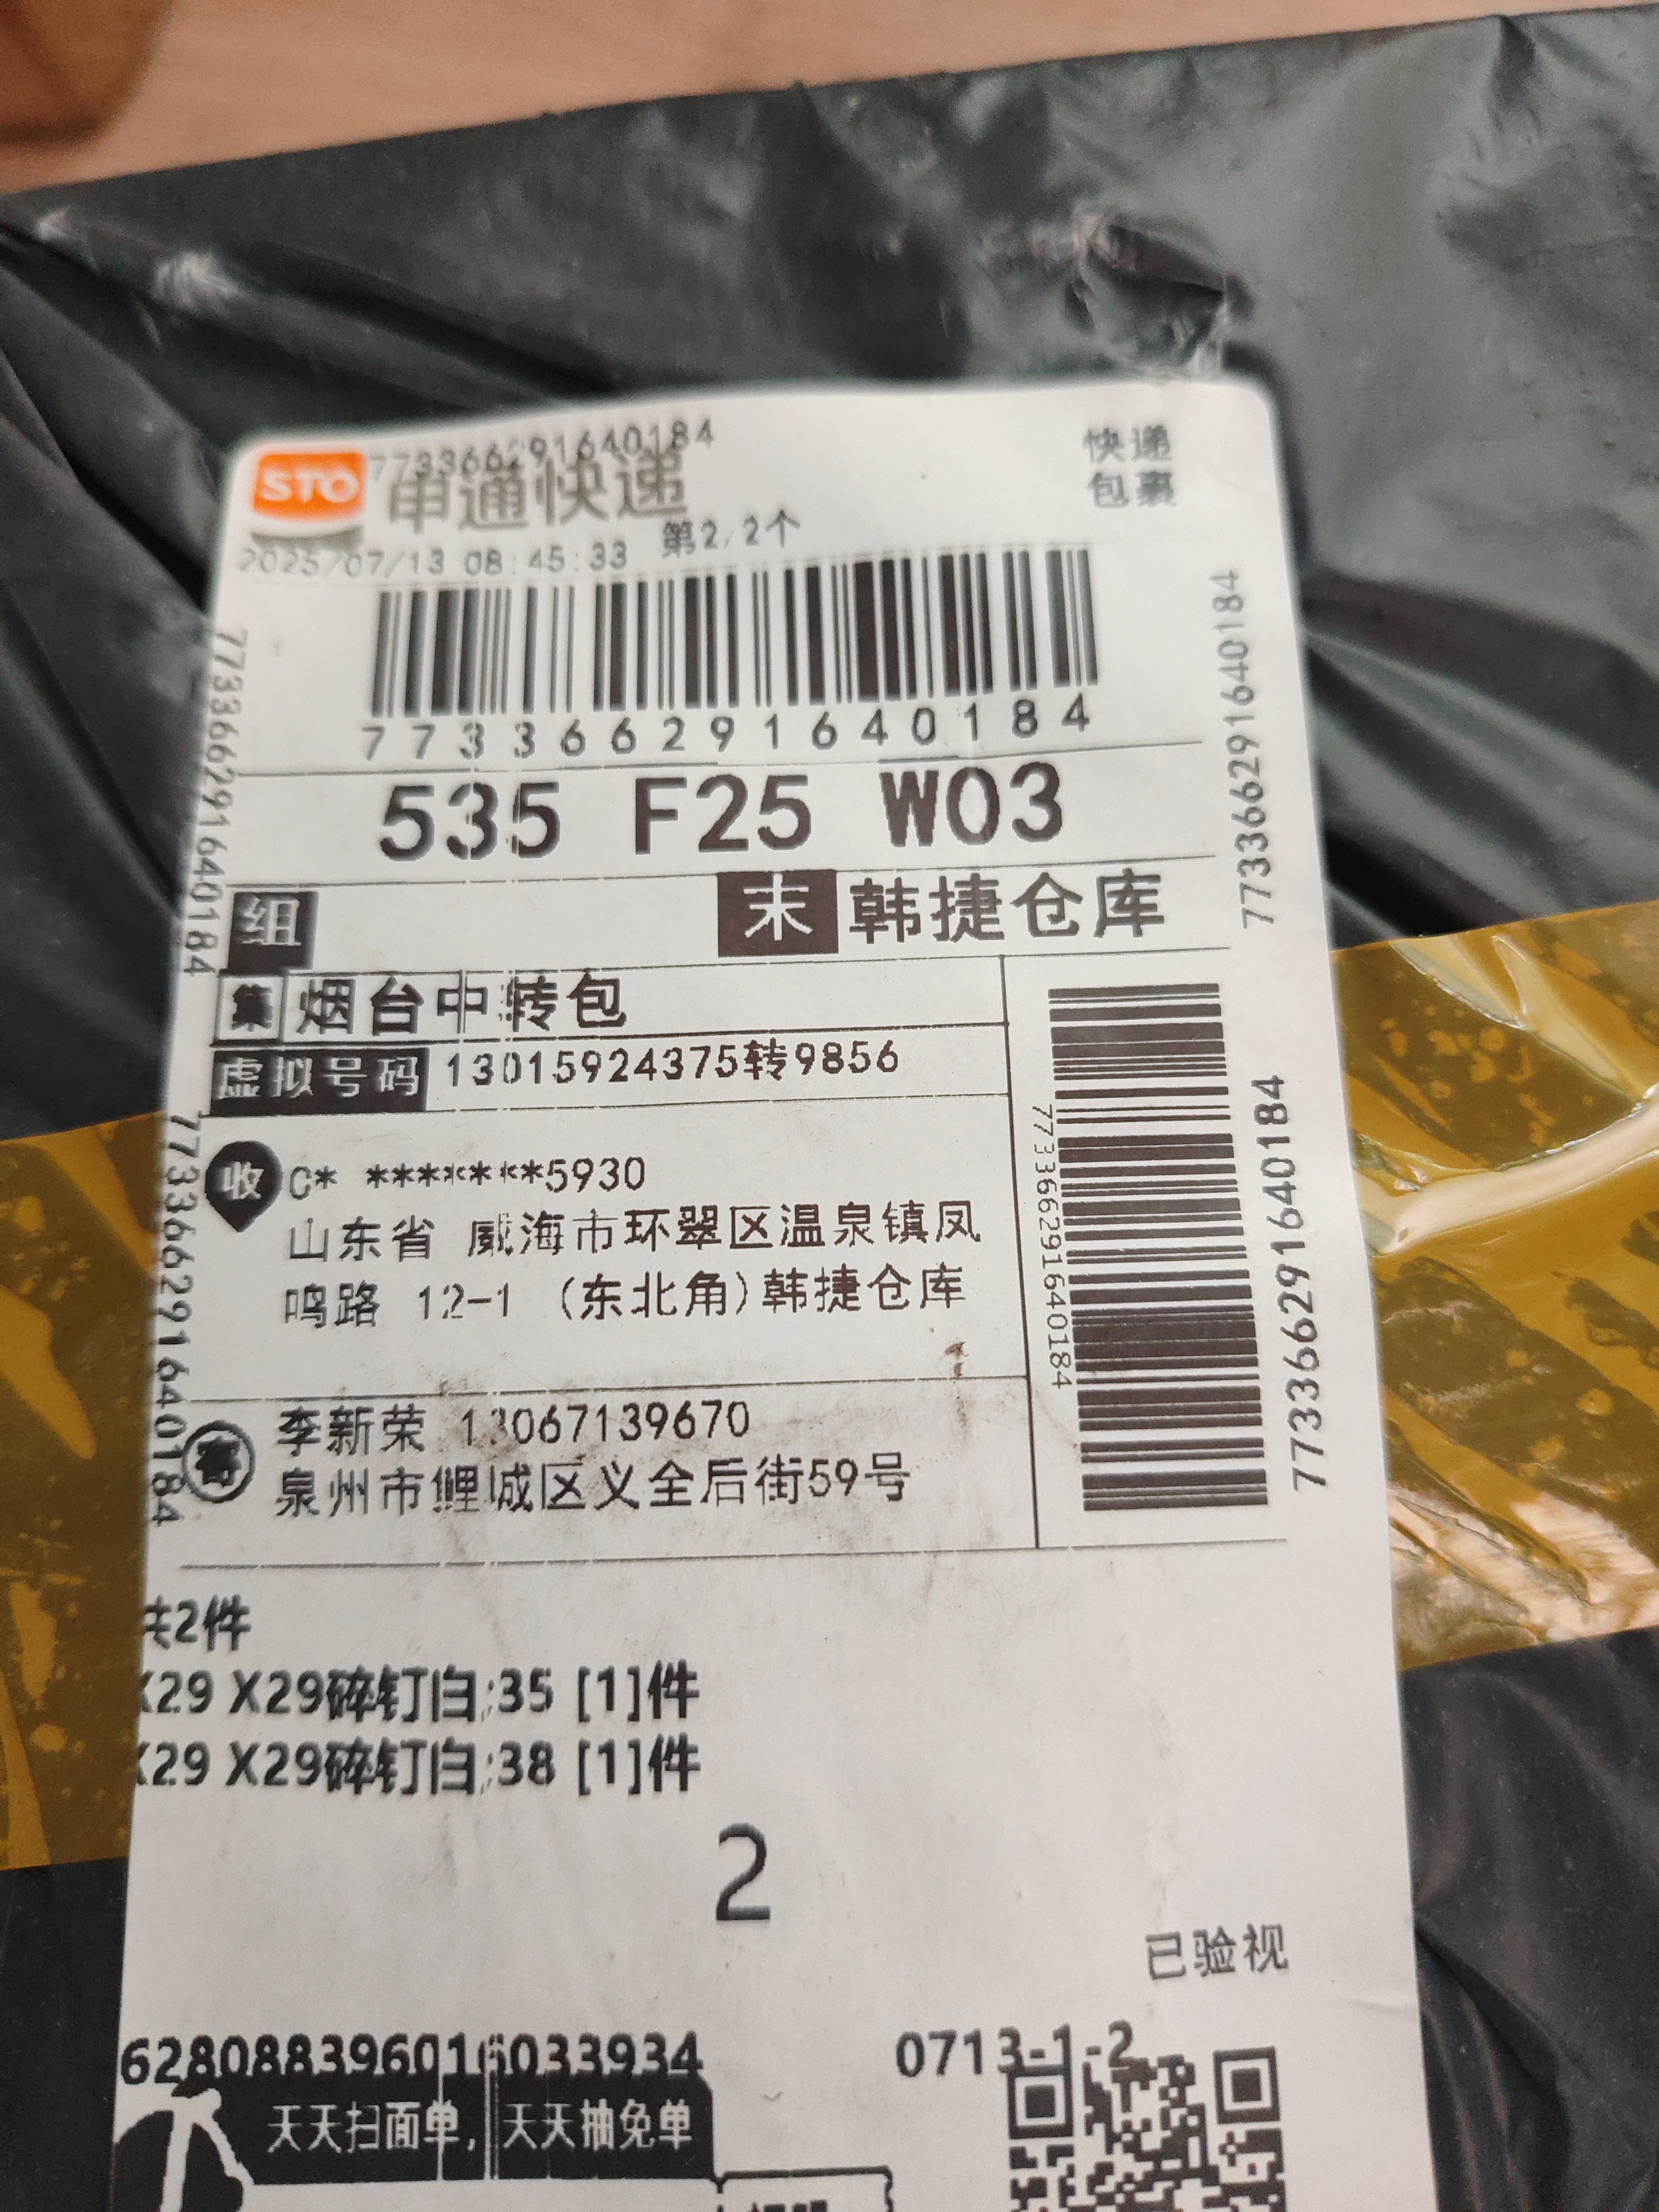 773366291640184
STO 申通快递
快递
包裹
2025/07/13 08:45:33 第2/2个
773366291640184
535 F25 W03
组 末 韩捷仓库
集 烟台中转包
虚拟号码 13015924375转9856
收 C* *******5930
山东省 威海市环翠区温泉镇凤
鸣路 12-1 (东北角)韩捷仓库
寄 李新荣 13067139670
泉州市鲤城区义全后街59号
773366291640184
773366291640184
773366291640184
773366291640184
773366291640184
共2件
X29 X29碎钉白;35 [1]件
X29 X29碎钉白;38 [1]件
2
已验视
628088396016033934
0713-1-2
天天扫面单，天天抽免单